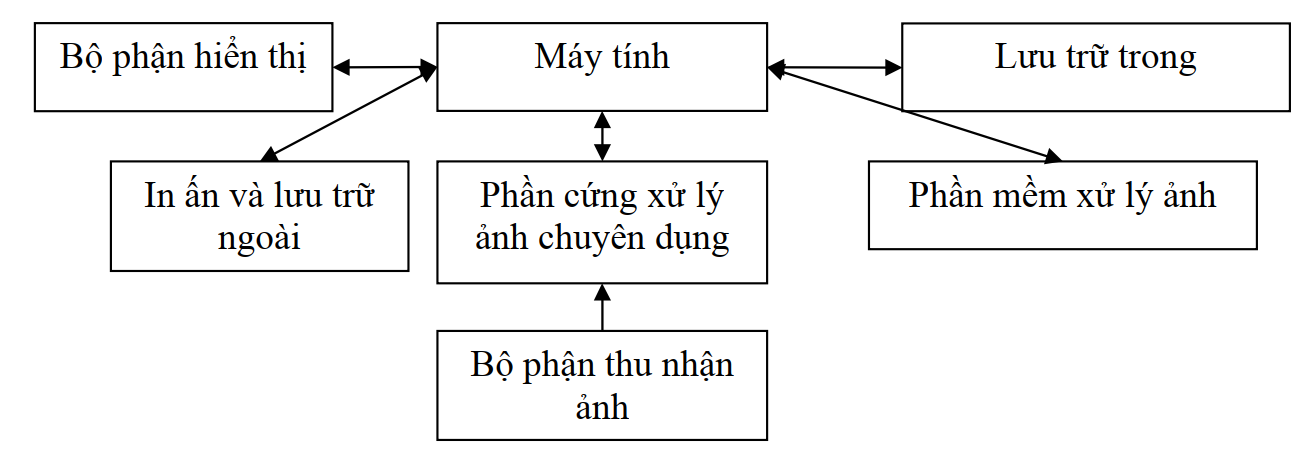 Bộ phận hiển thị
Máy tính
Lưu trữ trong
In ấn và lưu trữ
ngoài
Phần cứng xử lý
ảnh chuyên dụng
Phần mềm xử lý ảnh
Bộ phận thu nhận
ảnh